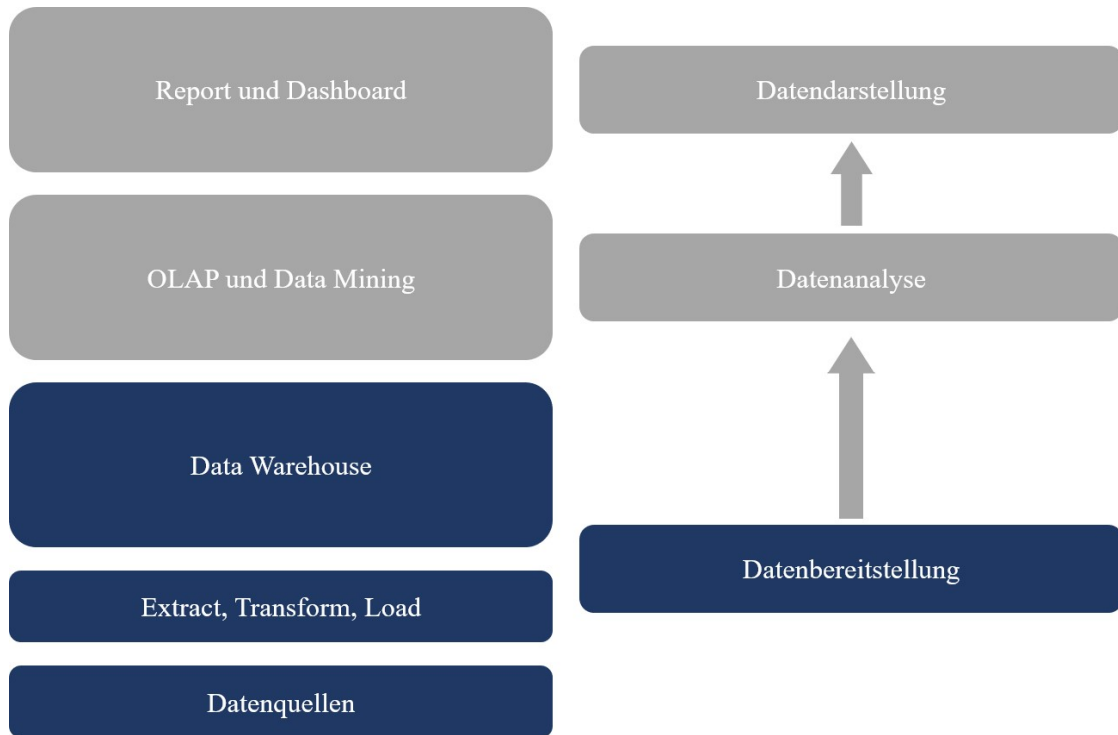 Report und Dashboard
Datendarstellung
OLAP und Data Mining
Datenanalyse
Data Warehouse
Datenbereitstellung
Extract, Transform, Load
Datenquellen